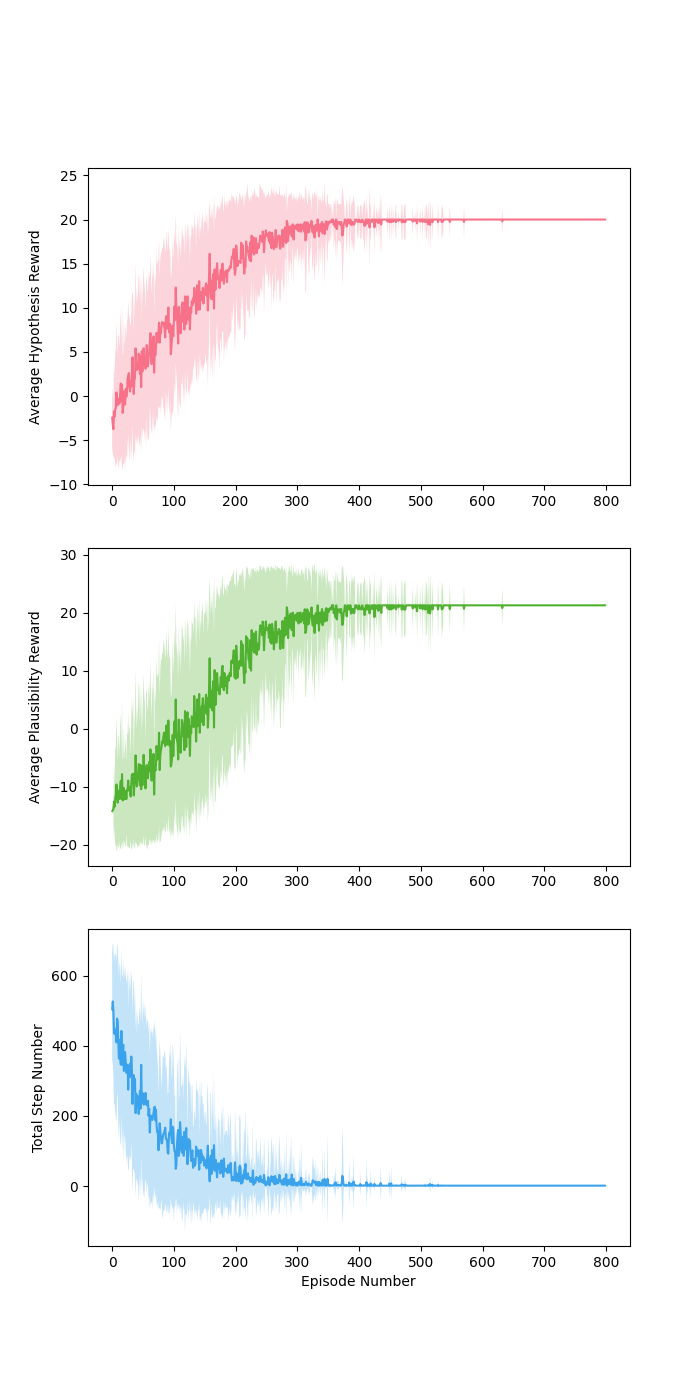 25
20
15
10
5
0
−5
−10
Average Hypothesis Reward
0 100 200 300 400 500 600 700 800
30
20
10
0
−10
−20
Average Plausibility Reward
0 100 200 300 400 500 600 700 800
600
400
200
0
Total Step Number
0 100 200 300 400 500 600 700 800
Episode Number